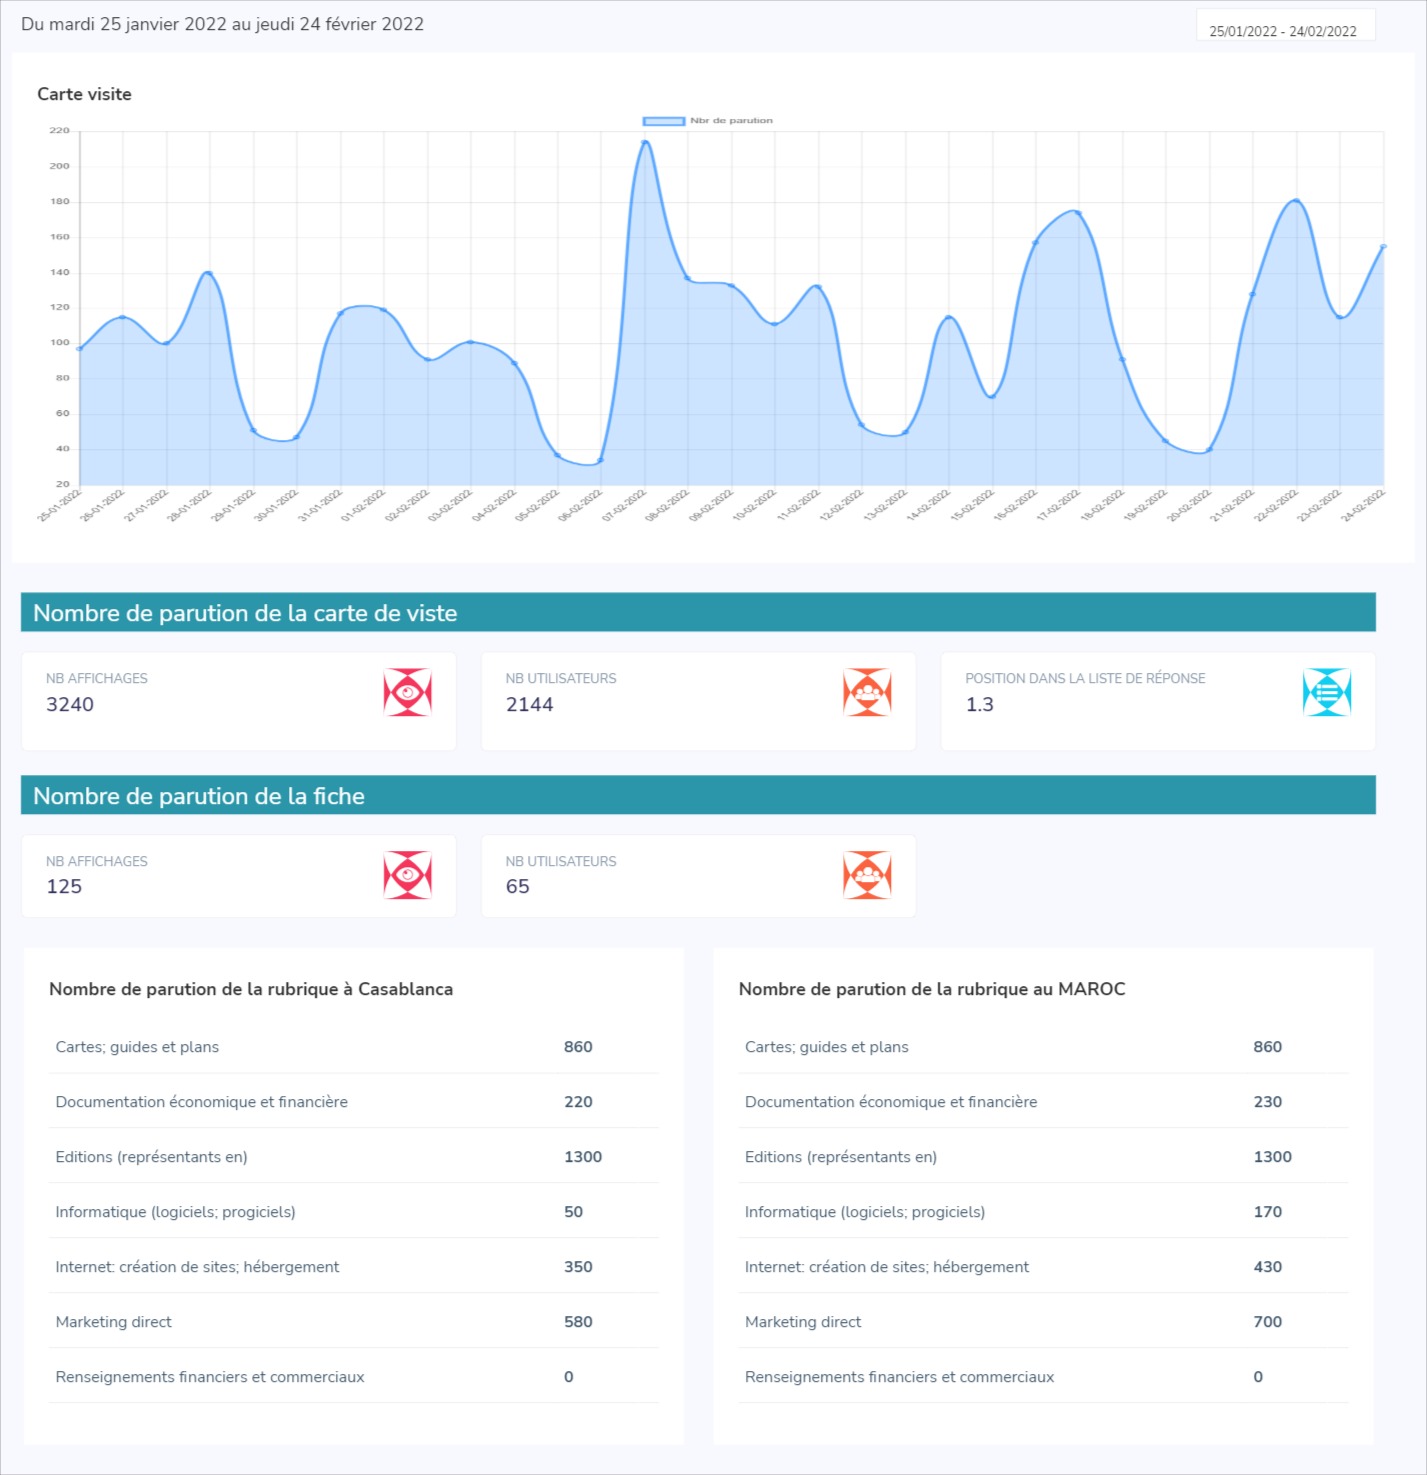 Du mardi 25 janvier 2022 au jeudi 24 février 2022
25/01/2022 - 24/02/2022
Carte visite
Nbr de parution
220
200
180
160
140
120
100
80
60
40
20
25-01-2022
26-01-2022
27-01-2022
28-01-2022
29-01-2022
30-01-2022
31-01-2022
01-02-2022
02-02-2022
03-02-2022
04-02-2022
05-02-2022
06-02-2022
07-02-2022
08-02-2022
09-02-2022
10-02-2022
11-02-2022
12-02-2022
13-02-2022
14-02-2022
15-02-2022
16-02-2022
17-02-2022
18-02-2022
19-02-2022
20-02-2022
21-02-2022
22-02-2022
23-02-2022
24-02-2022
Nombre de parution de la carte de viste
NB AFFICHAGES
3240
NB UTILISATEURS
2144
POSITION DANS LA LISTE DE RÉPONSE
1.3
Nombre de parution de la fiche
NB AFFICHAGES
125
NB UTILISATEURS
65
Nombre de parution de la rubrique à Casablanca
Cartes; guides et plans 860
Documentation économique et financière 220
Editions (représentants en) 1300
Informatique (logiciels; progiciels) 50
Internet: création de sites; hébergement 350
Marketing direct 580
Renseignements financiers et commerciaux 0
Nombre de parution de la rubrique au MAROC
Cartes; guides et plans 860
Documentation économique et financière 230
Editions (représentants en) 1300
Informatique (logiciels; progiciels) 170
Internet: création de sites; hébergement 430
Marketing direct 700
Renseignements financiers et commerciaux 0